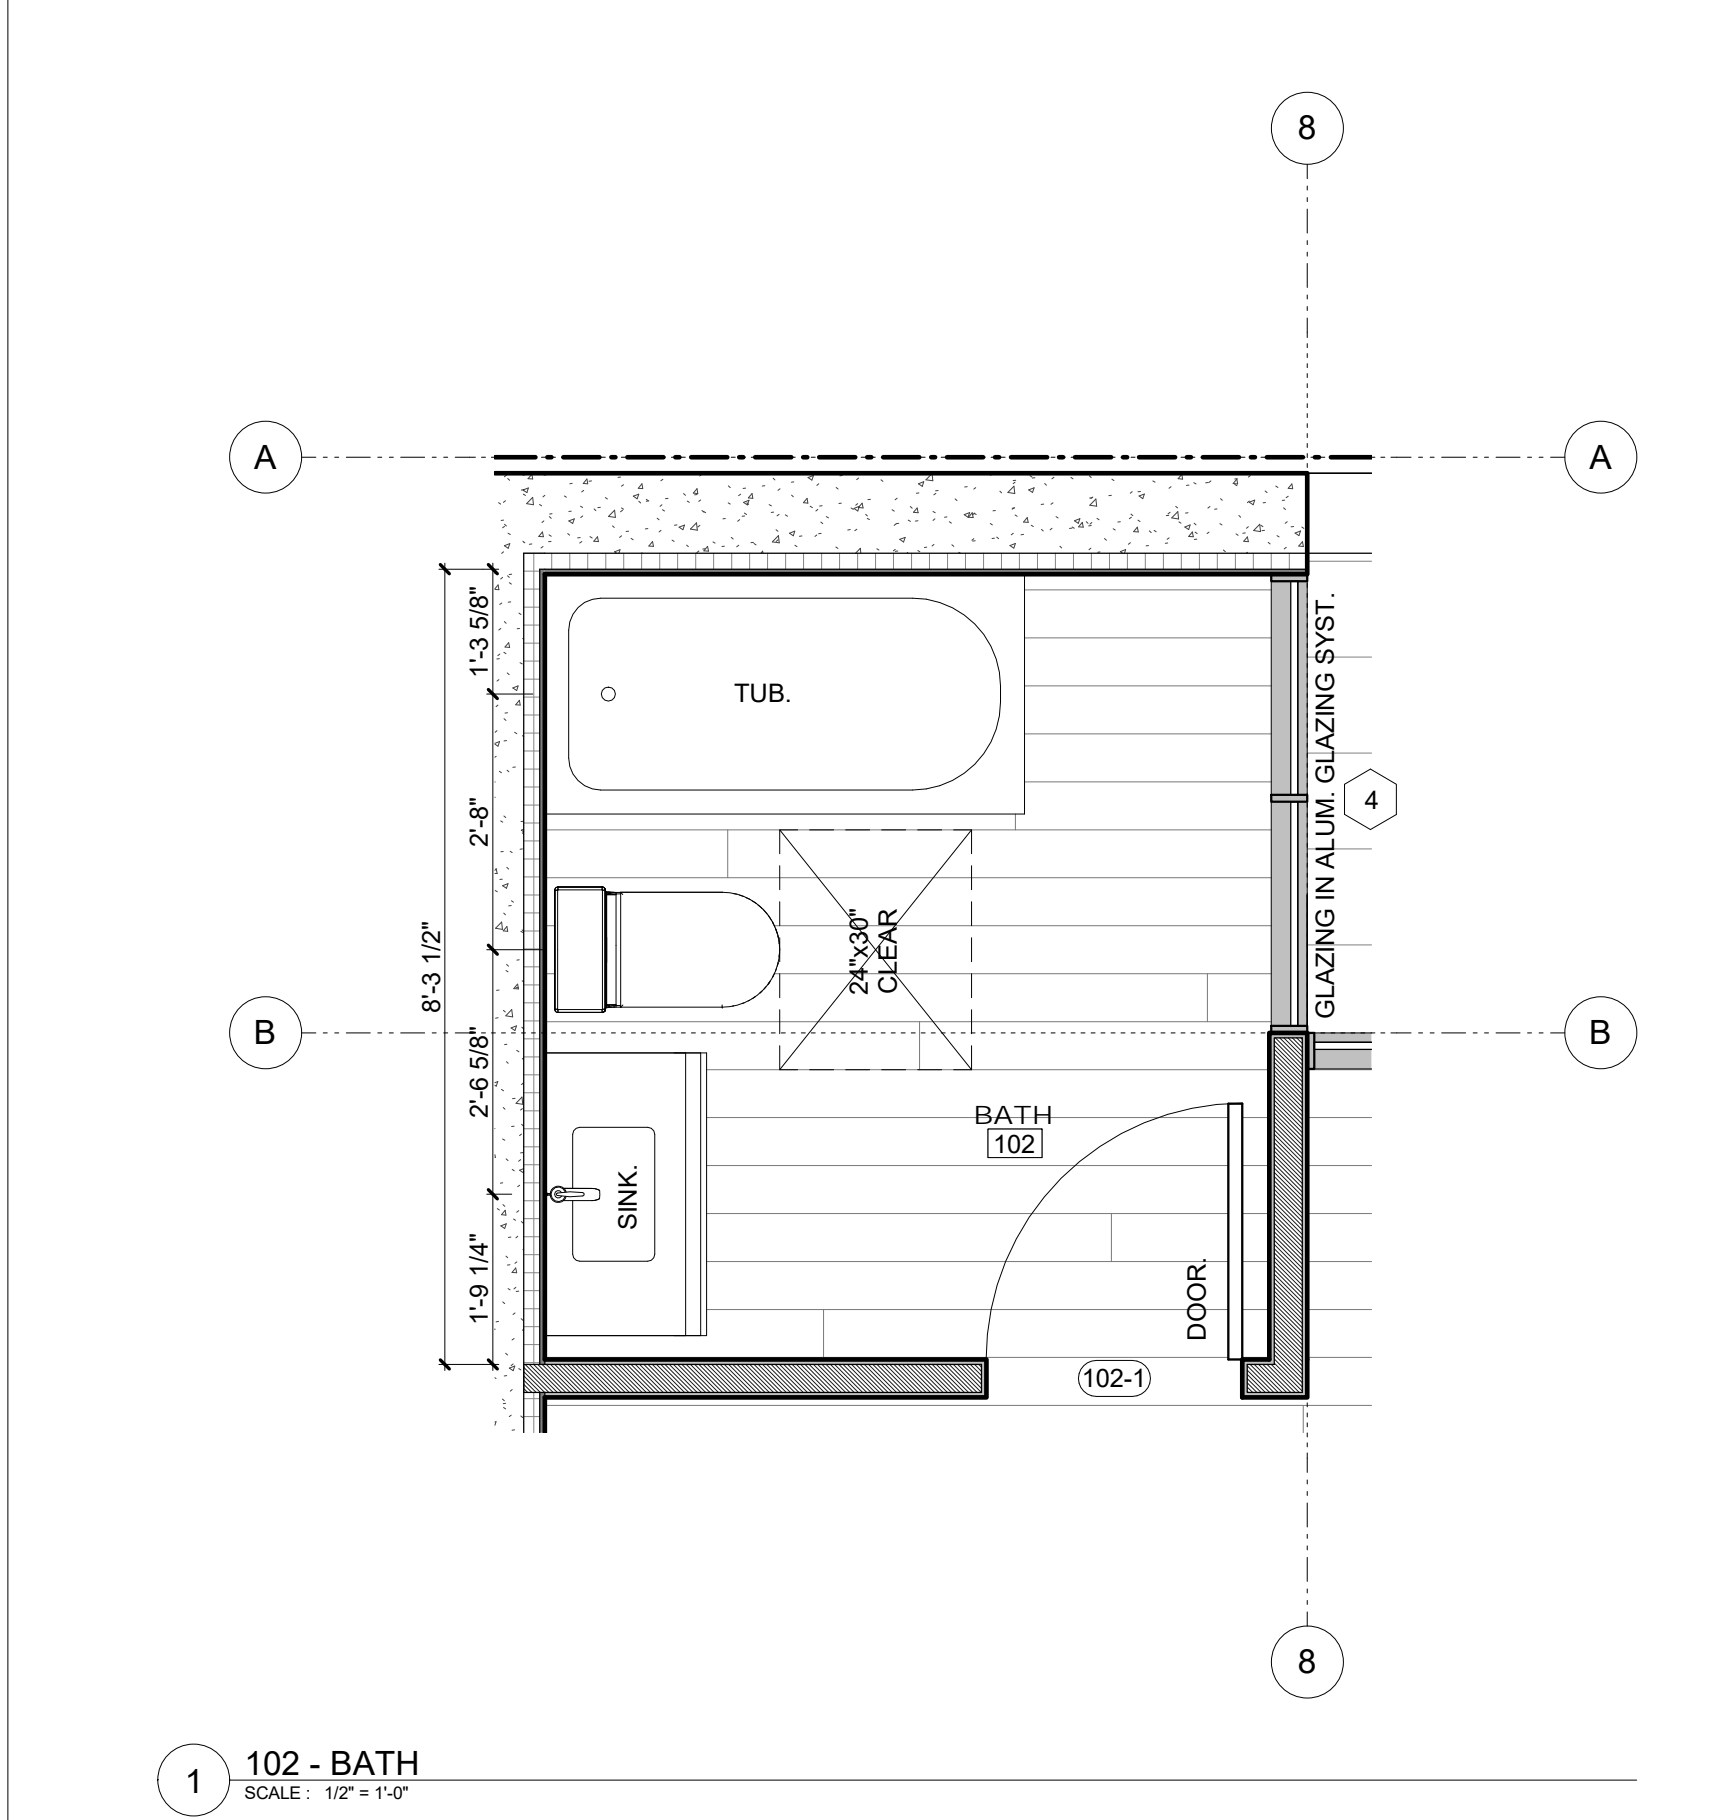 8
A
A
1'-3 5/8"
TUB.
GLAZING IN ALUM. GLAZING SYST.
4
2'-8"
24"x30"
CLEAR
8'-3 1/2"
B
B
2'-6 5/8"
BATH
102
SINK.
1'-9 1/4"
DOOR.
102-1
8
1
102 - BATH
SCALE : 1/2" = 1'-0"